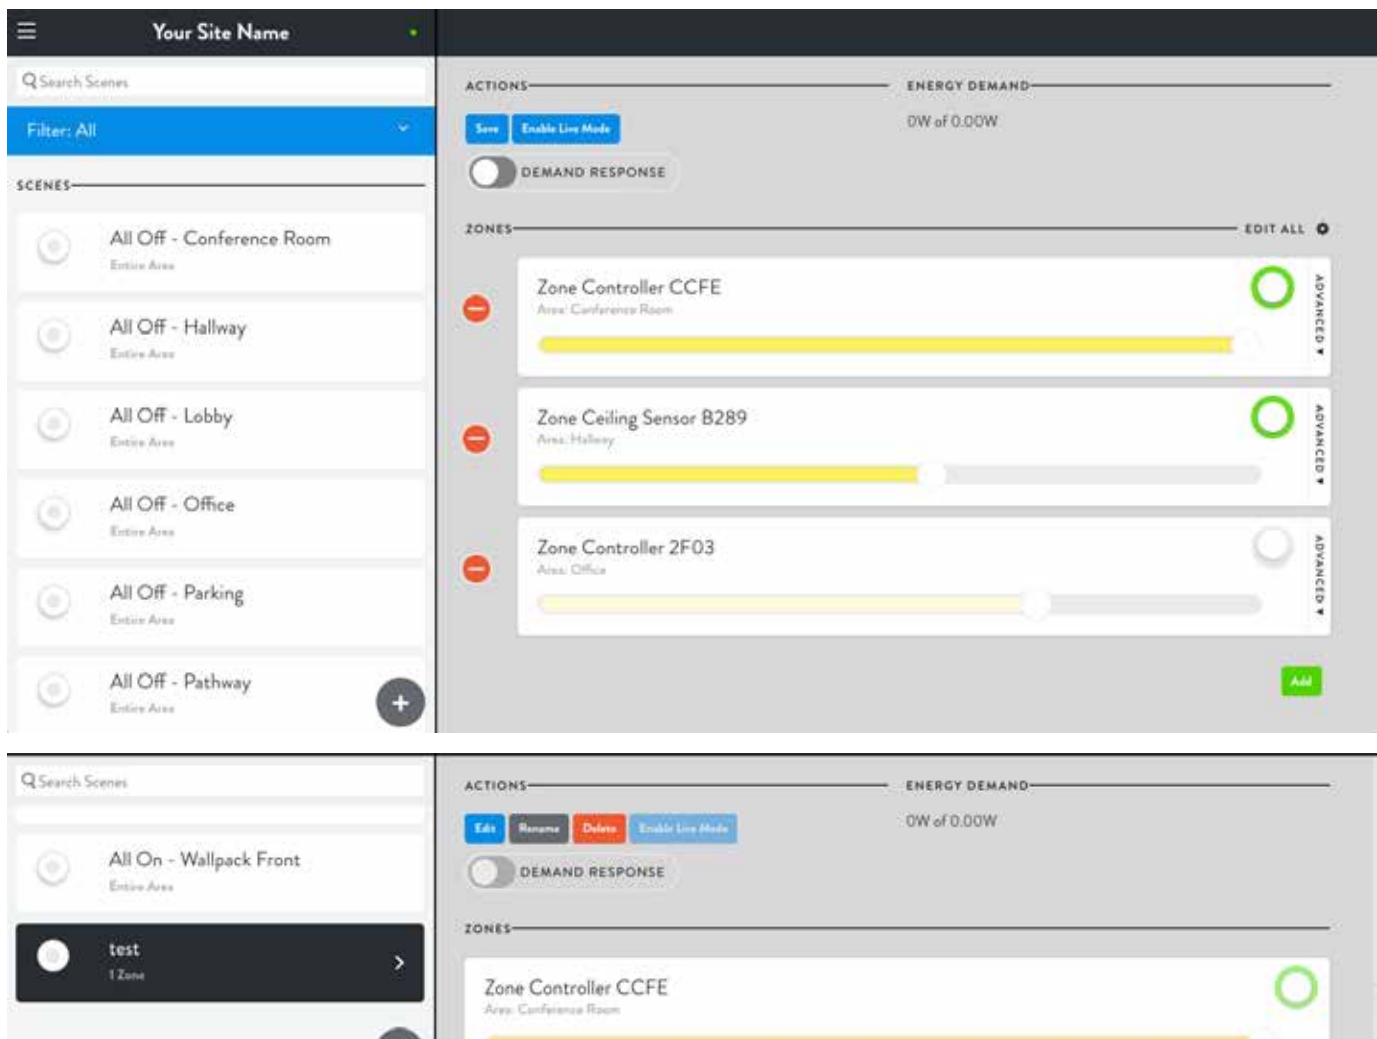 Your Site Name
Search Scenes
Filter: All
SCENES
All Off - Conference Room
Entire Area
All Off - Hallway
Entire Area
All Off - Lobby
Entire Area
All Off - Office
Entire Area
All Off - Parking
Entire Area
All Off - Pathway
Entire Area
+
ACTIONS
Save
Enable Live Mode
DEMAND RESPONSE
ENERGY DEMAND
0W of 0.00W
ZONES
EDIT ALL
Zone Controller CCFE
Area: Conference Room
ADVANCED
Zone Ceiling Sensor B289
Area: Hallway
ADVANCED
Zone Controller 2F03
Area: Office
ADVANCED
Add
Search Scenes
All On - Wallpack Front
Entire Area
test
1 Zone
ACTIONS
Edit
Rename
Delete
Enable Live Mode
DEMAND RESPONSE
ENERGY DEMAND
0W of 0.00W
ZONES
Zone Controller CCFE
Area: Conference Room